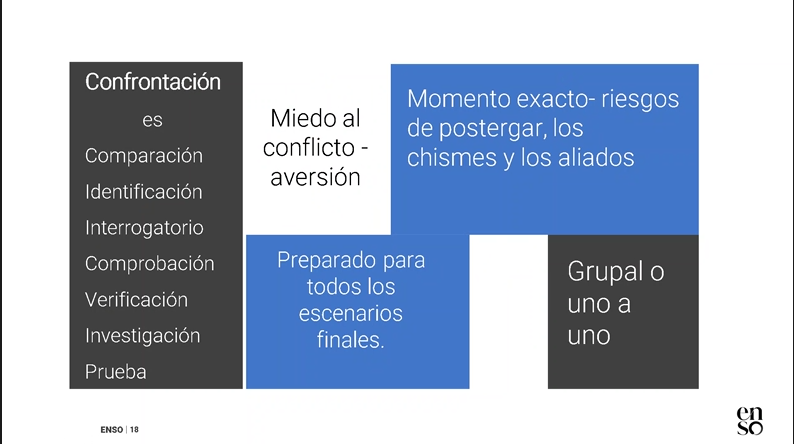 Confrontación
es
Comparación
Identificación
Interrogatorio
Comprobación
Verificación
Investigación
Prueba
Miedo al
conflicto -
aversión
Momento exacto- riesgos
de postergar, los
chismes y los aliados
Preparado para
todos los
escenarios
finales.
Grupal o
uno a
uno
ENSO | 18
en
so